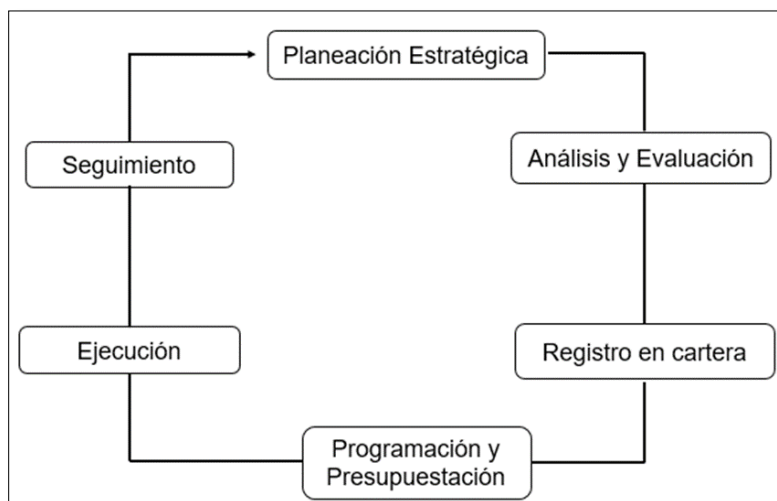 Planeación Estratégica
Análisis y Evaluación
Registro en cartera
Programación y
Presupuestación
Ejecución
Seguimiento